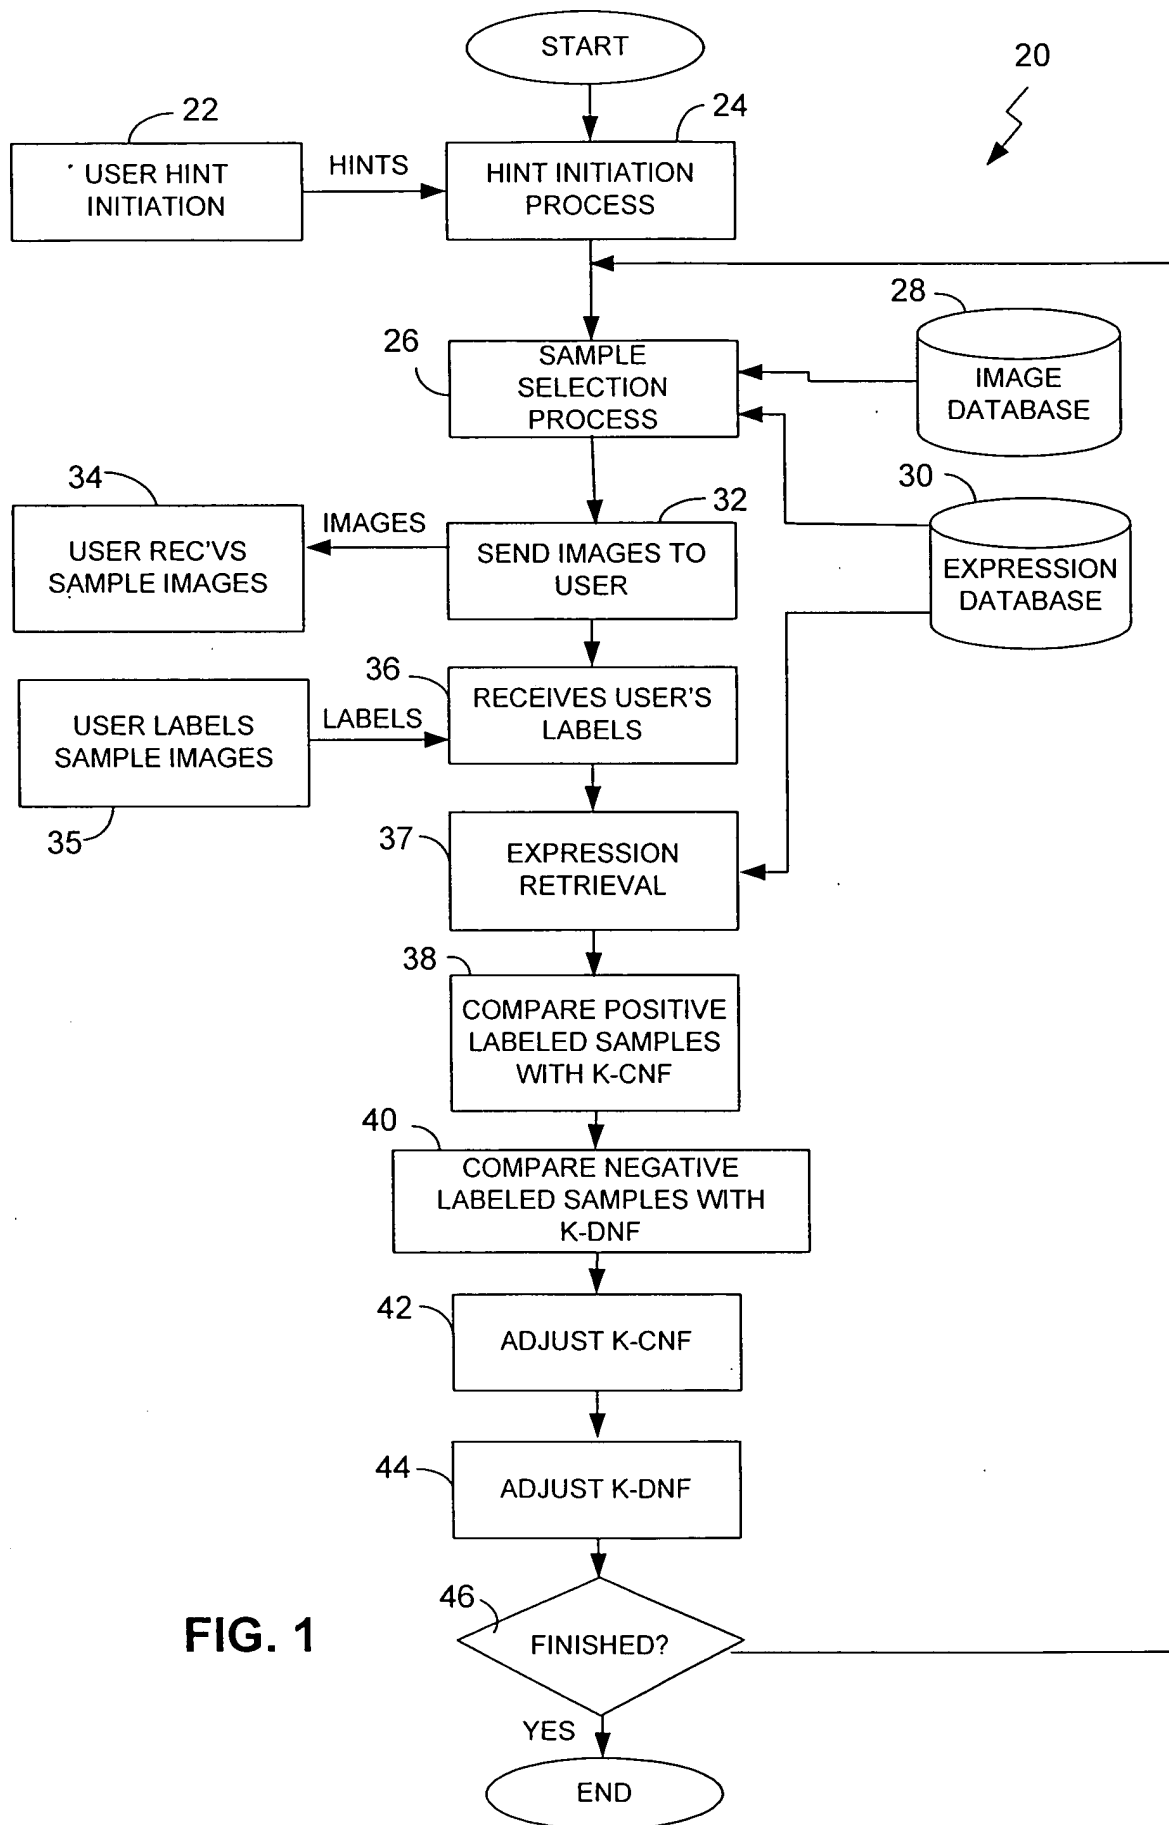 START
20
22
24
USER HINT
INITIATION
HINTS
HINT INITIATION
PROCESS
28
26
SAMPLE
SELECTION
PROCESS
IMAGE
DATABASE
34
32
30
IMAGES
USER REC'VS
SAMPLE IMAGES
SEND IMAGES TO
USER
EXPRESSION
DATABASE
36
USER LABELS
SAMPLE IMAGES
LABELS
RECEIVES USER'S
LABELS
35
37
EXPRESSION
RETRIEVAL
38
COMPARE POSITIVE
LABELED SAMPLES
WITH K-CNF
40
COMPARE NEGATIVE
LABELED SAMPLES WITH
K-DNF
42
ADJUST K-CNF
44
ADJUST K-DNF
46
FIG. 1
FINISHED?
YES
END